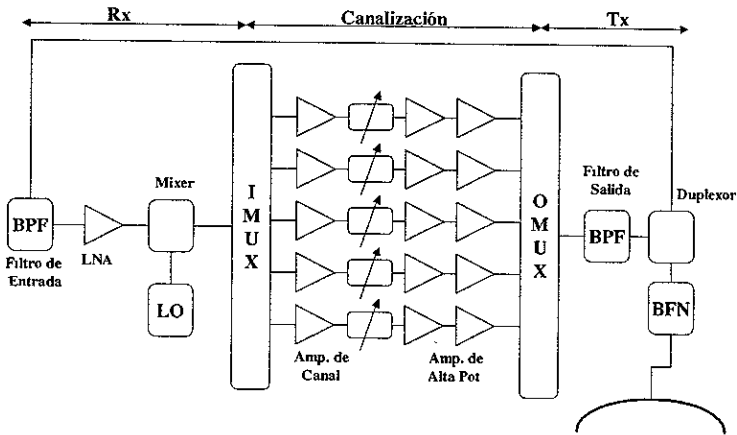 Rx
Canalización
Tx
Mixer
Filtro de
Salida
Duplexor
BPF
LNA
Filtro de
Entrada
LO
I
M
U
X
O
M
U
X
BPF
BFN
Amp. de
Canal
Amp. de
Alta Pot